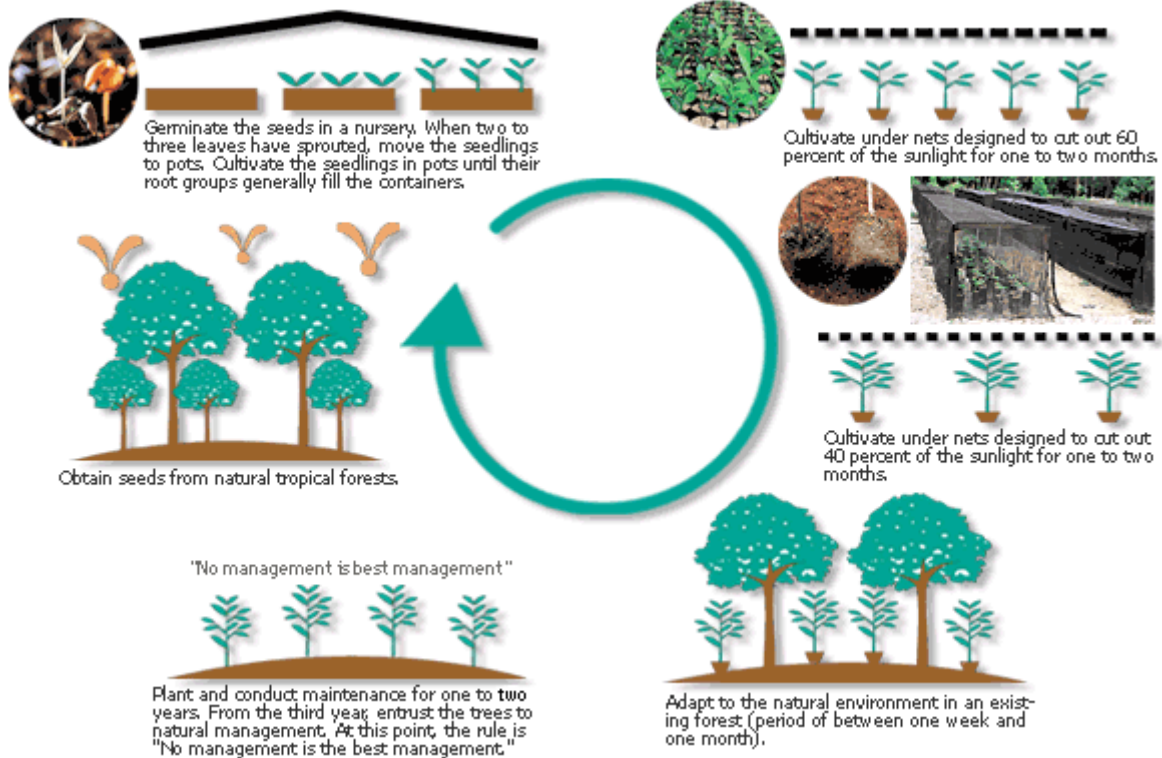 Germinate the seeds in a nursery. When two to
three leaves have sprouted, move the seedlings
to pots. Cultivate the seedlings in pots until their
root groups generally fill the containers.
Cultivate under nets designed to cut out 60
percent of the sunlight for one to two months.
Cultivate under nets designed to cut out
40 percent of the sunlight for one to two
months.
Adapt to the natural environment in an exist-
ing forest (period of between one week and
one month).
"No management is best management"
Plant and conduct maintenance for one to two
years. From the third year, entrust the trees to
natural management. At this point, the rule is
"No management is the best management."
Obtain seeds from natural tropical forests.